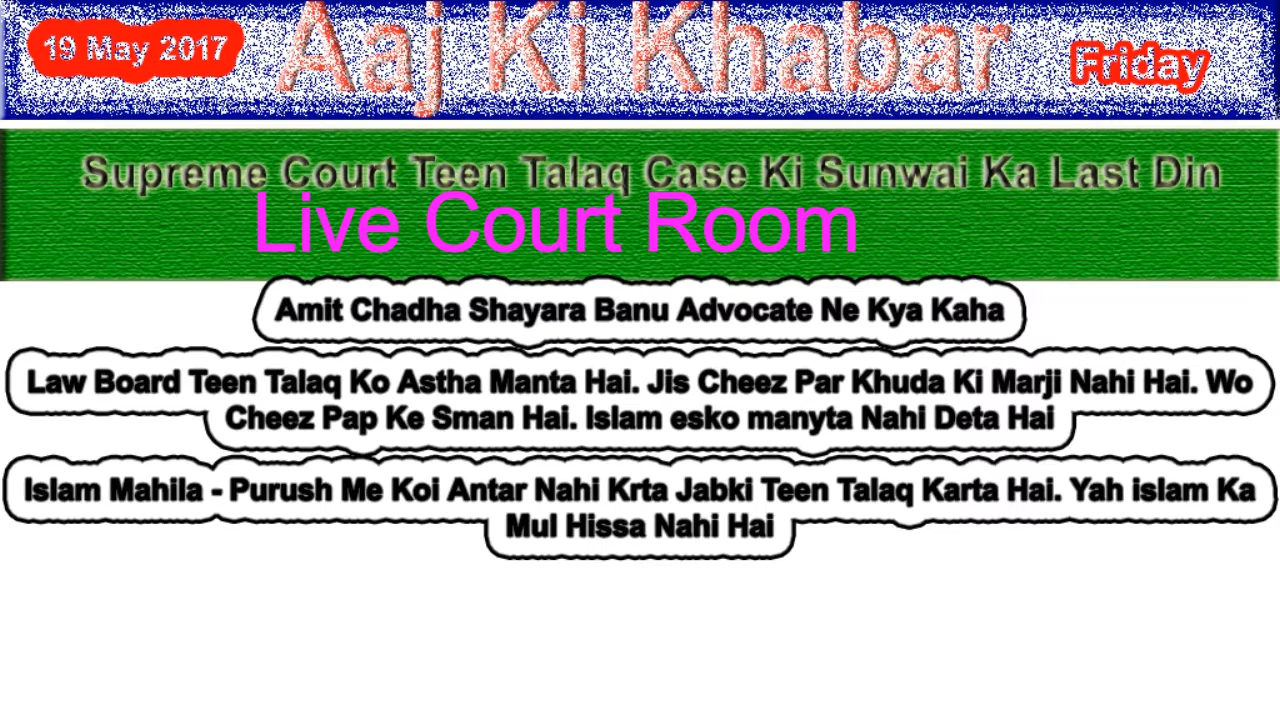 19 May 2017
Aaj Ki Khabar
Friday
Supreme Court Teen Talaq Case Ki Sunwai Ka Last Din
Live Court Room
Amit Chadha Shayara Banu Advocate Ne Kya Kaha
Law Board Teen Talaq Ko Astha Manta Hai. Jis Cheez Par Khuda Ki Marji Nahi Hai. Wo
Cheez Pap Ke Sman Hai. Islam esko manyta Nahi Deta Hai
Islam Mahila - Purush Me Koi Antar Nahi Krta Jabki Teen Talaq Karta Hai. Yah islam Ka
Mul Hissa Nahi Hai